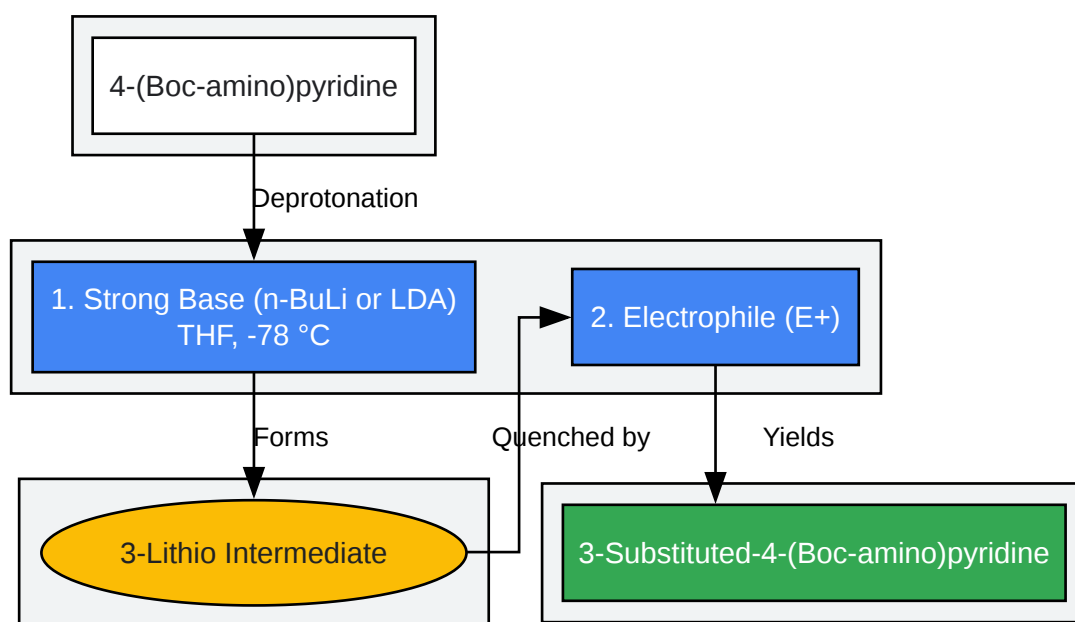 4-(Boc-amino)pyridine
Deprotonation
1. Strong Base (n-BuLi or LDA)
THF, -78 °C
2. Electrophile (E+)
Forms
Quenched by
Yields
3-Lithio Intermediate
3-Substituted-4-(Boc-amino)pyridine